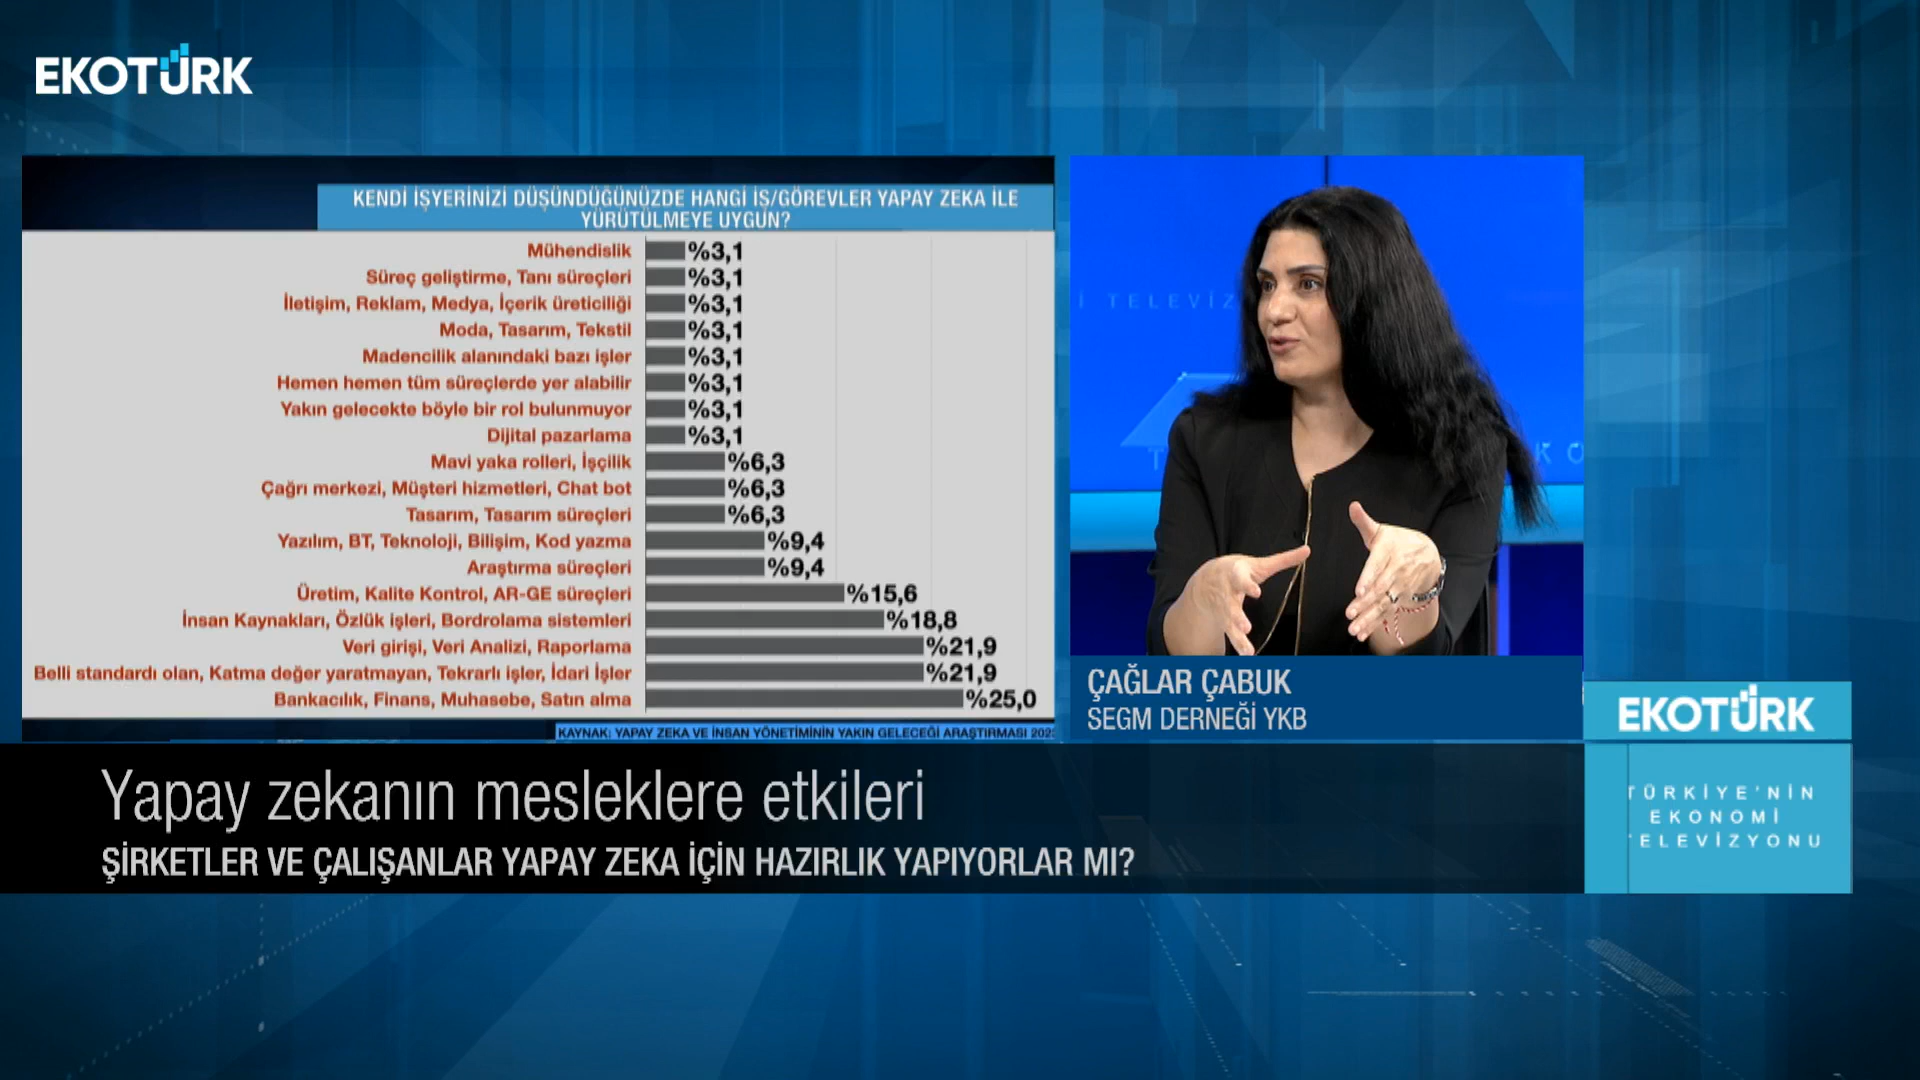 EKOTÜRK
KENDİ İŞYERİNİZİ DÜŞÜNDÜĞÜNÜZDE HANGİ İŞ/GÖREVLER YAPAY ZEKA İLE
YÜRÜTÜLMEYE UYGUN?
Mühendislik %3,1
Süreç geliştirme, Tanı süreçleri %3,1
İletişim, Reklam, Medya, İçerik üreticiliği %3,1
Moda, Tasarım, Tekstil %3,1
Madencilik alanındaki bazı işler %3,1
Hemen hemen tüm süreçlerde yer alabilir %3,1
Yakın gelecekte böyle bir rol bulunmuyor %3,1
Dijital pazarlama %3,1
Mavi yaka rolleri, İşçilik %6,3
Çağrı merkezi, Müşteri hizmetleri, Chat bot %6,3
Tasarım, Tasarım süreçleri %6,3
Yazılım, BT, Teknoloji, Bilişim, Kod yazma %9,4
Araştırma süreçleri %9,4
Üretim, Kalite Kontrol, AR-GE süreçleri %15,6
İnsan Kaynakları, Özlük işleri, Bordrolama sistemleri %18,8
Veri girişi, Veri Analizi, Raporlama %21,9
Belli standardı olan, Katma değer yaratmayan, Tekrarlı işler, İdari İşler %21,9
Bankacılık, Finans, Muhasebe, Satın alma %25,0
KAYNAK: YAPAY ZEKA VE İNSAN YÖNETİMİNİN YAKIN GELECEĞİ ARAŞTIRMASI
ÇAĞLAR ÇABUK
SEGM DERNEĞİ YKB
EKOTÜRK
TÜRKİYE'NİN
EKONOMİ
TELEVİZYONU
Yapay zekanın mesleklere etkileri
ŞİRKETLER VE ÇALIŞANLAR YAPAY ZEKA İÇİN HAZIRLIK YAPIYORLAR MI?